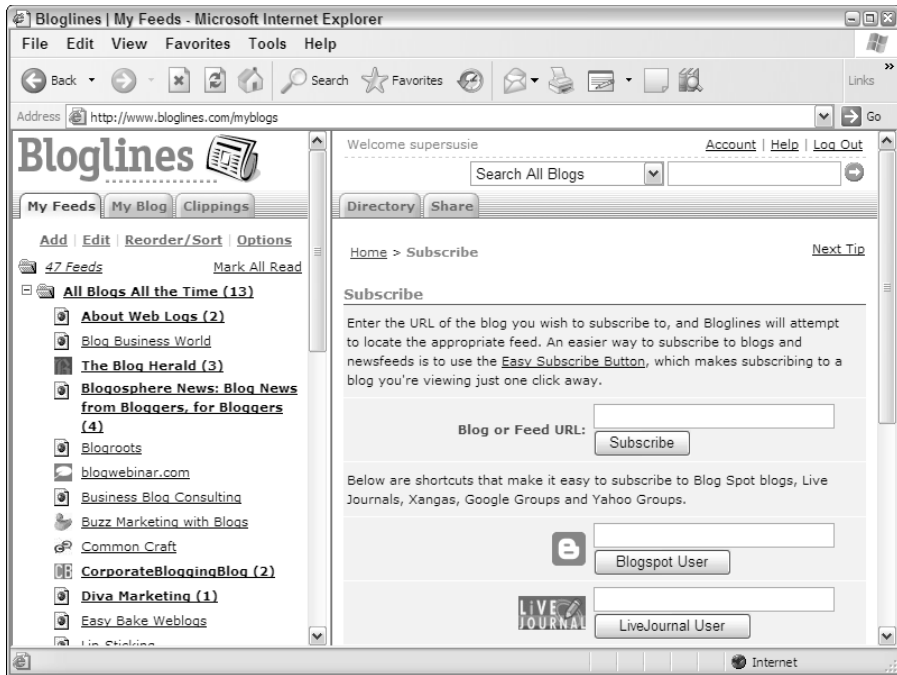 Bloglines | My Feeds - Microsoft Internet Explorer
File Edit View Favorites Tools Help
Back Search Favorites Links »
Address http://www.bloglines.com/myblogs Go
Bloglines
My Feeds My Blog Clippings
Add | Edit | Reorder/Sort | Options
47 Feeds Mark All Read
All Blogs All the Time (13)
About Web Logs (2)
Blog Business World
The Blog Herald (3)
Blogosphere News: Blog News
from Bloggers, for Bloggers
(4)
Blogroots
blogwebinar.com
Business Blog Consulting
Buzz Marketing with Blogs
Common Craft
CorporateBloggingBlog (2)
Diva Marketing (1)
Easy Bake Weblogs
Lip Sticking
Welcome supersusie Account | Help | Log Out
Search All Blogs
Directory Share
Home > Subscribe Next Tip
Subscribe
Enter the URL of the blog you wish to subscribe to, and Bloglines will attempt
to locate the appropriate feed. An easier way to subscribe to blogs and
newsfeeds is to use the Easy Subscribe Button, which makes subscribing to a
blog you're viewing just one click away.
Blog or Feed URL:
Subscribe
Below are shortcuts that make it easy to subscribe to Blog Spot blogs, Live
Journals, Xangas, Google Groups and Yahoo Groups.
Blogspot User
LiVEJOURNAL
LiveJournal User
Internet